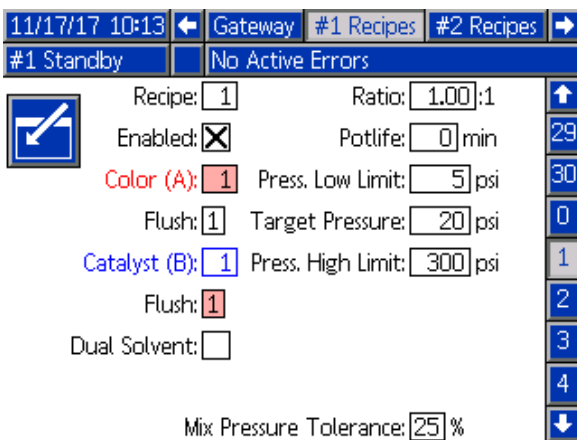 11/17/17 10:13 Gateway #1 Recipes #2 Recipes
#1 Standby No Active Errors
Recipe: 1 Ratio: 1.00:1
Enabled: Potlife: 0 min
29
Color (A): 1 Press. Low Limit: 5 psi
30
Flush: 1 Target Pressure: 20 psi
0
Catalyst (B): 1 Press. High Limit: 300 psi
1
Flush: 1
2
Dual Solvent:
3
4
Mix Pressure Tolerance: 25 %